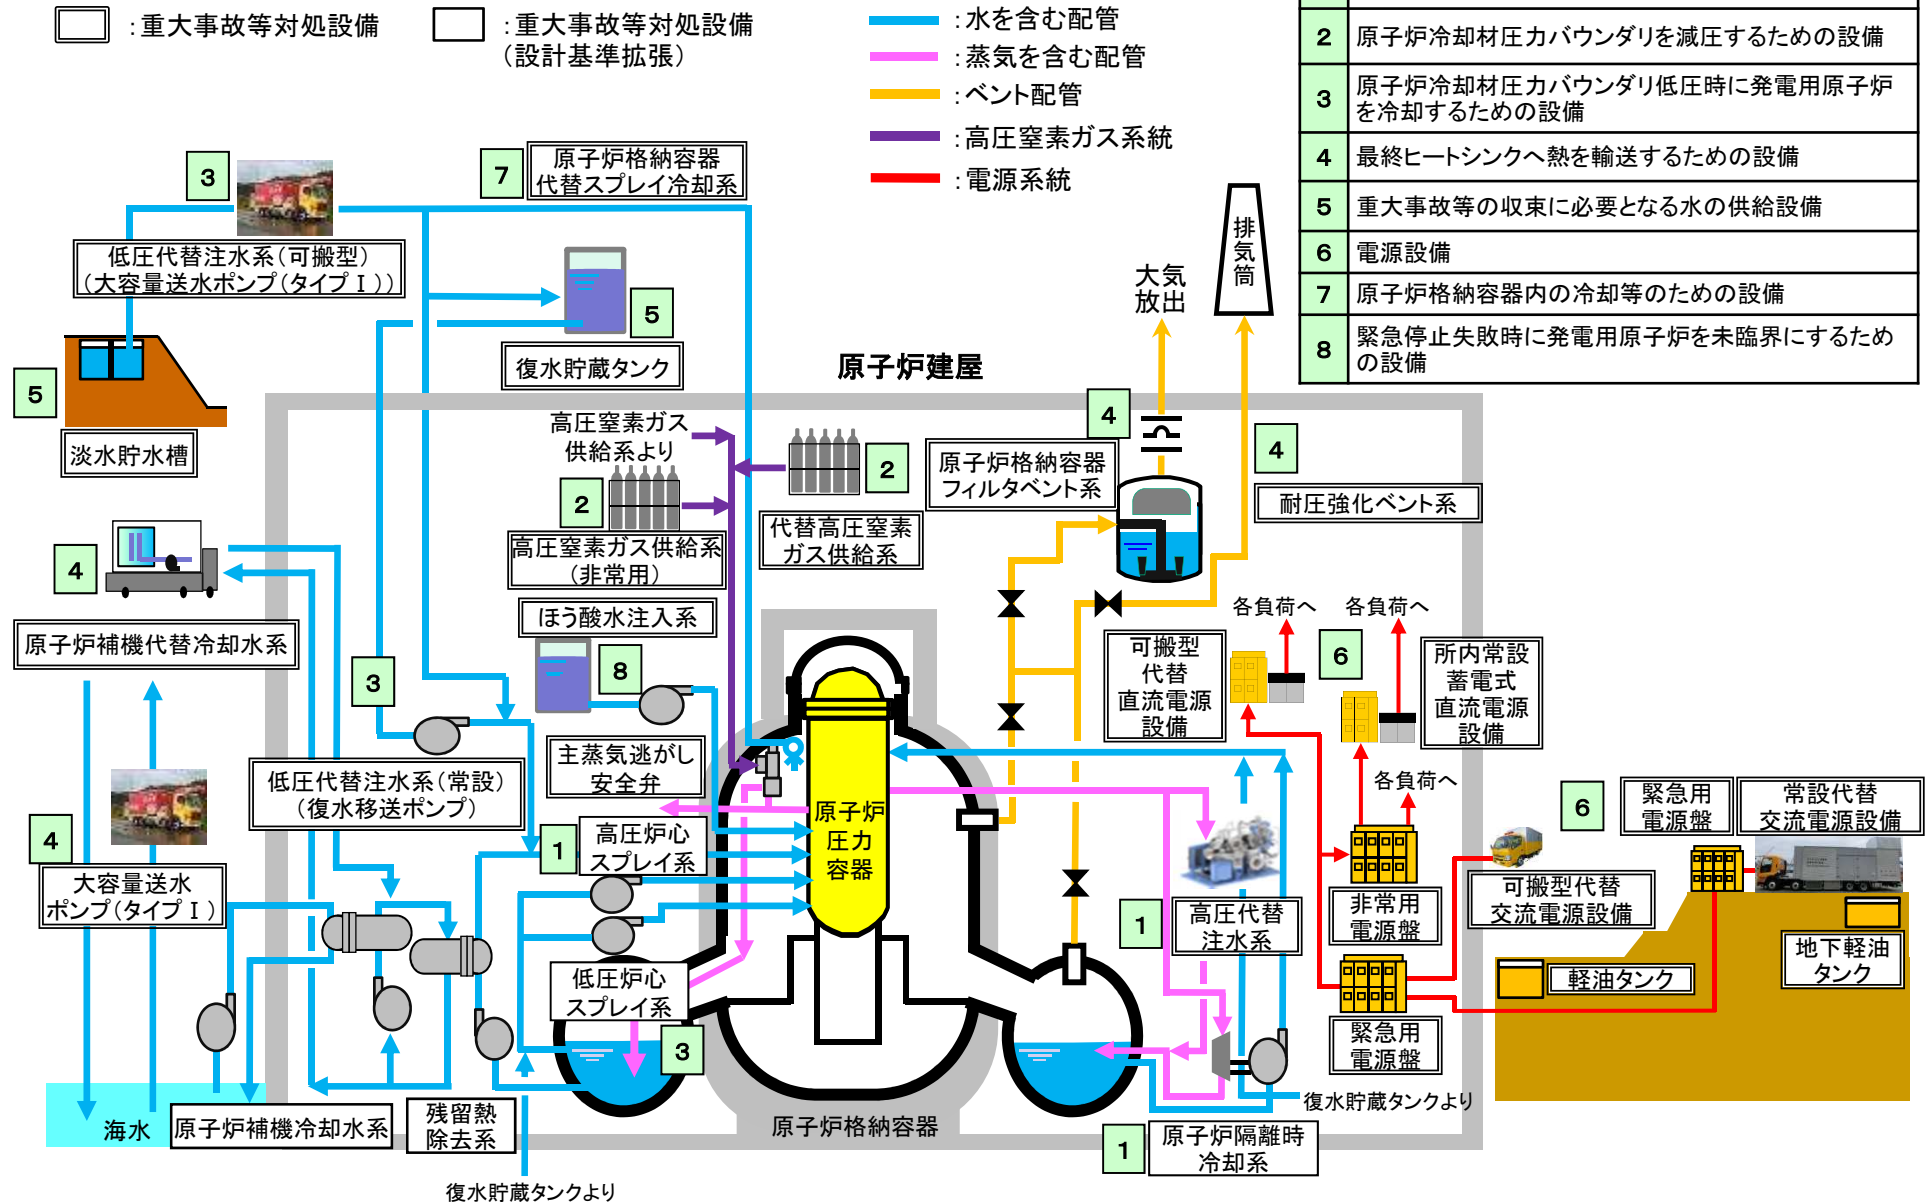 ：重大事故等対処設備
：重大事故等対処設備
（設計基準拡張）
：水を含む配管
：蒸気を含む配管
：ベント配管
：高圧窒素ガス系統
：電源系統
2 原子炉冷却材圧力バウンダリを減圧するための設備
3 原子炉冷却材圧力バウンダリ低圧時に発電用原子炉
を冷却するための設備
4 最終ヒートシンクへ熱を輸送するための設備
5 重大事故等の収束に必要となる水の供給設備
6 電源設備
7 原子炉格納容器内の冷却等のための設備
8 緊急停止失敗時に発電用原子炉を未臨界にするため
の設備
3
低圧代替注水系（可搬型）
（大容量送水ポンプ（タイプⅠ））
7
原子炉格納容器
代替スプレイ冷却系
5
復水貯蔵タンク
5
淡水貯水槽
大気
放出
排
気
筒
原子炉建屋
高圧窒素ガス
供給系より
2
高圧窒素ガス供給系
（非常用）
2
代替高圧窒素
ガス供給系
4
原子炉格納容器
フィルタベント系
4
耐圧強化ベント系
4
原子炉補機代替冷却水系
ほう酸水注入系
8
3
低圧代替注水系（常設）
（復水移送ポンプ）
主蒸気逃がし
安全弁
原子炉
圧力
容器
1
高圧炉心
スプレイ系
低圧炉心
スプレイ系
3
4
大容量送水
ポンプ（タイプⅠ）
海水
原子炉補機冷却水系
残留熱
除去系
復水貯蔵タンクより
原子炉格納容器
1
高圧代替
注水系
復水貯蔵タンクより
1
原子炉隔離時
冷却系
各負荷へ
各負荷へ
可搬型
代替
直流電源
設備
6
所内常設
蓄電式
直流電源
設備
各負荷へ
非常用
電源盤
緊急用
電源盤
6
緊急用
電源盤
常設代替
交流電源設備
可搬型代替
交流電源設備
軽油タンク
地下軽油
タンク